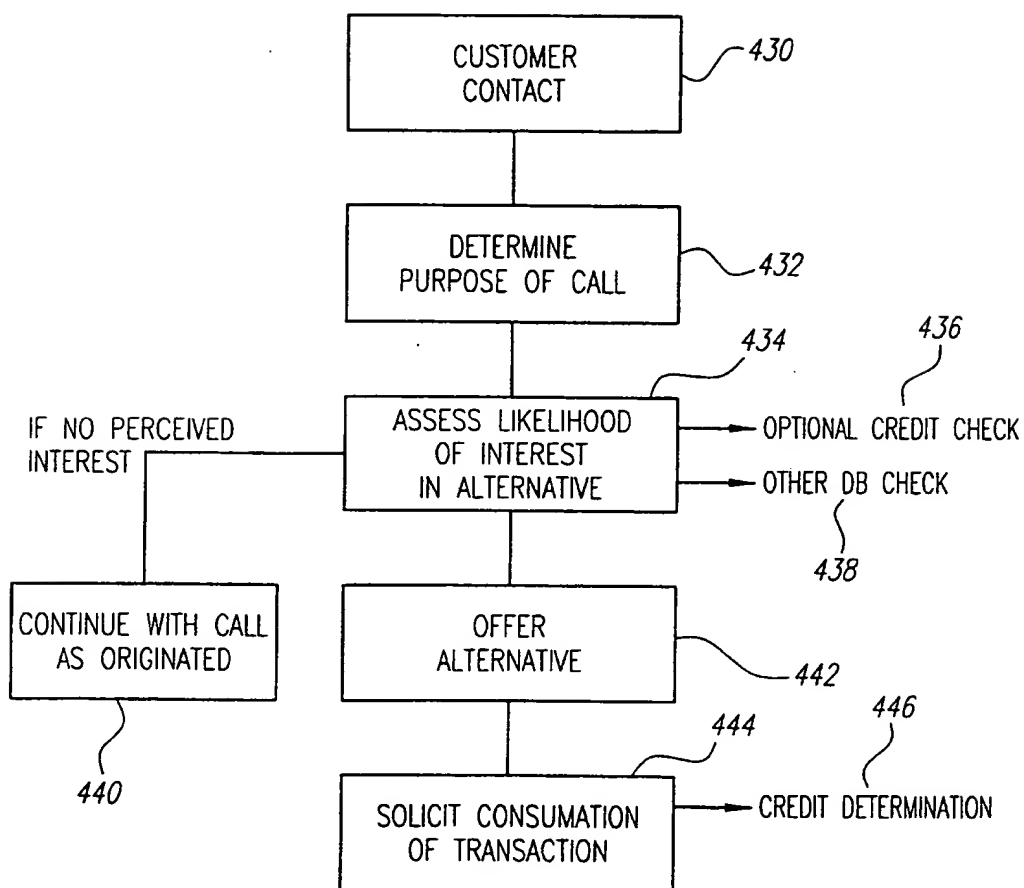 CUSTOMER
CONTACT
430
DETERMINE
PURPOSE OF CALL
432
434
436
IF NO PERCEIVED
INTEREST
ASSESS LIKELIHOOD
OF INTEREST
IN ALTERNATIVE
OPTIONAL CREDIT CHECK
OTHER DB CHECK
438
CONTINUE WITH CALL
AS ORIGINATED
440
OFFER
ALTERNATIVE
442
444
446
SOLICIT CONSUMATION
OF TRANSACTION
CREDIT DETERMINATION